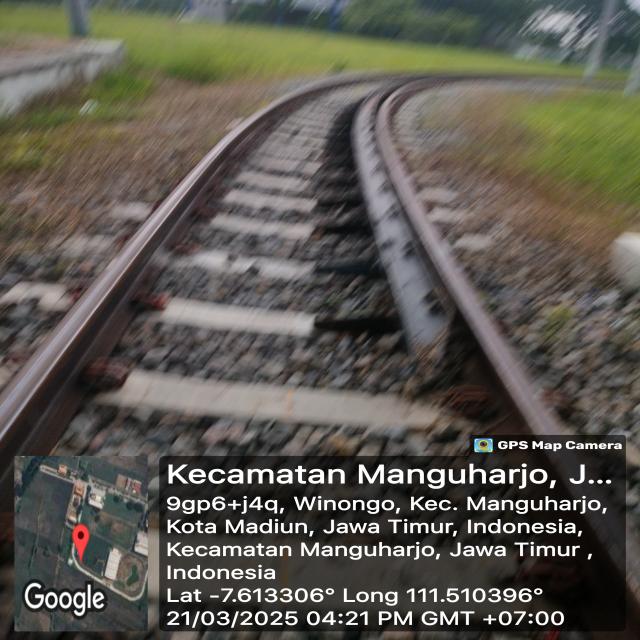 GPS Map Camera
Kecamatan Manguharjo, J...
9gp6+j4q, Winongo, Kec. Manguharjo,
Kota Madiun, Jawa Timur, Indonesia,
Kecamatan Manguharjo, Jawa Timur ,
Indonesia
Lat -7.613306° Long 111.510396°
21/03/2025 04:21 PM GMT +07:00
Google